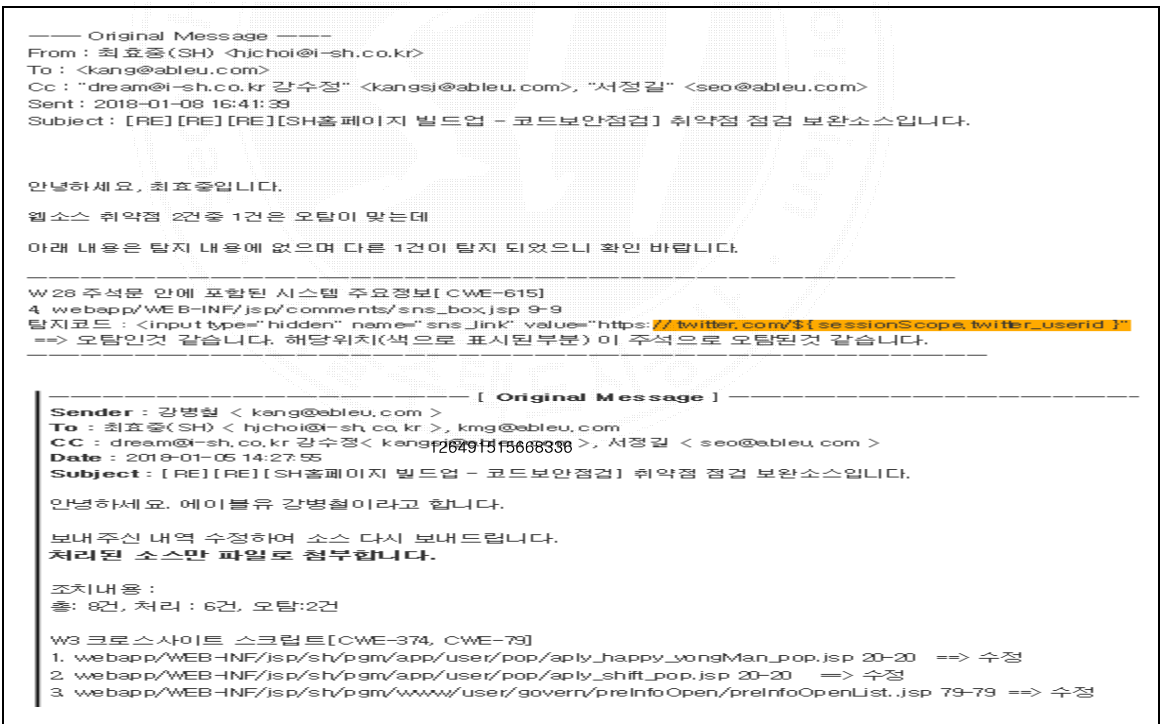 ----- Original Message -----
From : 최효중(SH) <hjchoi@i-sh.co.kr>
To : <kang@ableu.com>
Cc : "dream@i-sh.co.kr 강수정" <kangsj@ableu.com>, "서정길" <seo@ableu.com>
Sent : 2018-01-08 16:41:39
Subject : [RE][RE][RE][SH홈페이지 빌드업 - 코드보안점검] 취약점 점검 보완소스입니다.
안녕하세요, 최효중입니다.
웹소스 취약점 2건중 1건은 오탐이 맞는데
아래 내용은 탐지 내용에 없으며 다른 1건이 탐지 되었으니 확인 바랍니다.
W28 주석문 안에 포함된 시스템 주요정보[CWE-615]
4. webapp/WEB-INF/jsp/comments/sns_box.jsp 9-9
탐지코드 : <input type="hidden" name="sns_link" value="https://twitter.com/${sessionScope.twitter_userid }"
==> 오탐인것 같습니다. 해당위치(색으로 표시된부분) 이 주석으로 오탐된것 같습니다.
[ Original Message ]
Sender : 강병철 < kang@ableu.com >
To : 최효중(SH) < hjchoi@i-sh.co.kr >, kmg@ableu.com
CC : dream@i-sh.co.kr 강수정< kangsj@ableu.com >, 서정길 < seo@ableu.com >
126491515668336
Date : 2018-01-05 14:27:55
Subject : [RE][RE][SH홈페이지 빌드업 - 코드보안점검] 취약점 점검 보완소스입니다.
안녕하세요. 에이블유 강병철이라고 합니다.
보내주신 내역 수정하여 소스 다시 보내드립니다.
처리된 소스만 파일로 첨부합니다.
조치내용 :
총: 8건, 처리 : 6건, 오탐:2건
W3 크로스사이트 스크립트[CWE-374, CWE-79]
1. webapp/WEB-INF/jsp/sh/pgm/app/user/pop/aply_happy_yongMan_pop.jsp 20-20 ==> 수정
2. webapp/WEB-INF/jsp/sh/pgm/app/user/pop/aply_shift_pop.jsp 20-20 ==> 수정
3. webapp/WEB-INF/jsp/sh/pgm/www/user/govern/preInfoOpen/preInfoOpenList..jsp 79-79 ==> 수정